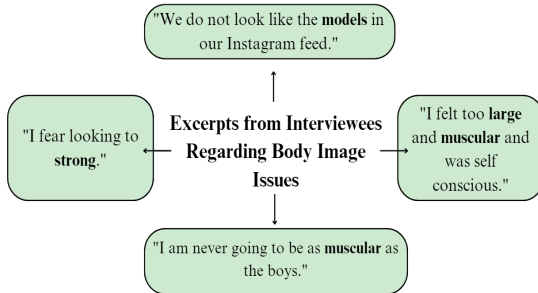 "We do not look like the models in
our Instagram feed."
"I fear looking to
strong."
Excerpts from Interviewees
Regarding Body Image
Issues
"I felt too large
and muscular and
was self
conscious."
"I am never going to be as muscular as
the boys."